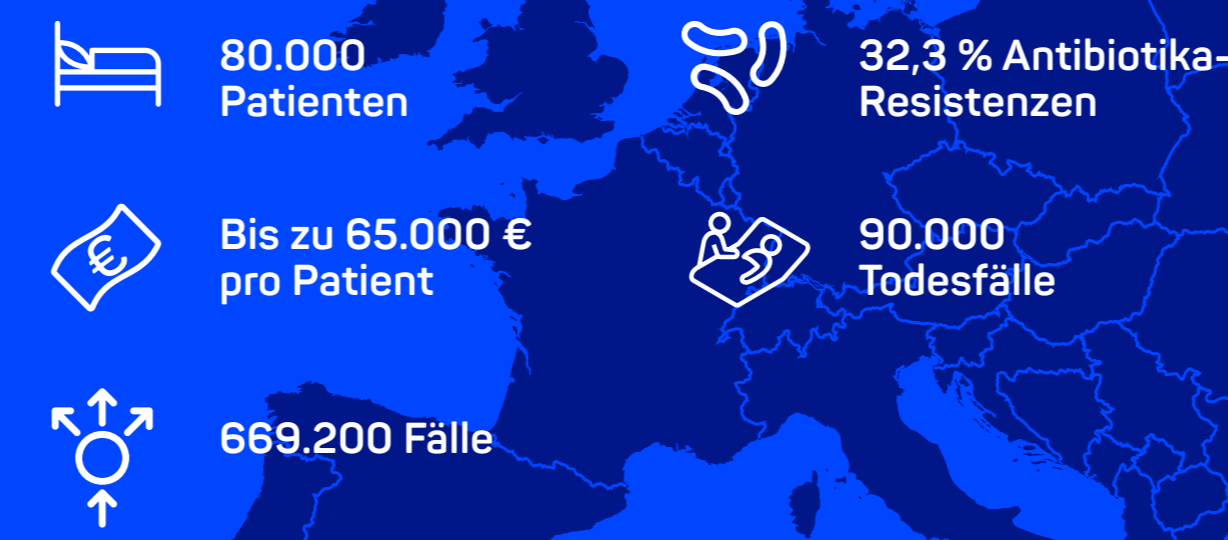 80.000
Patienten
32,3 % Antibiotika-
Resistenzen
Bis zu 65.000 €
pro Patient
90.000
Todesfälle
669.200 Fälle